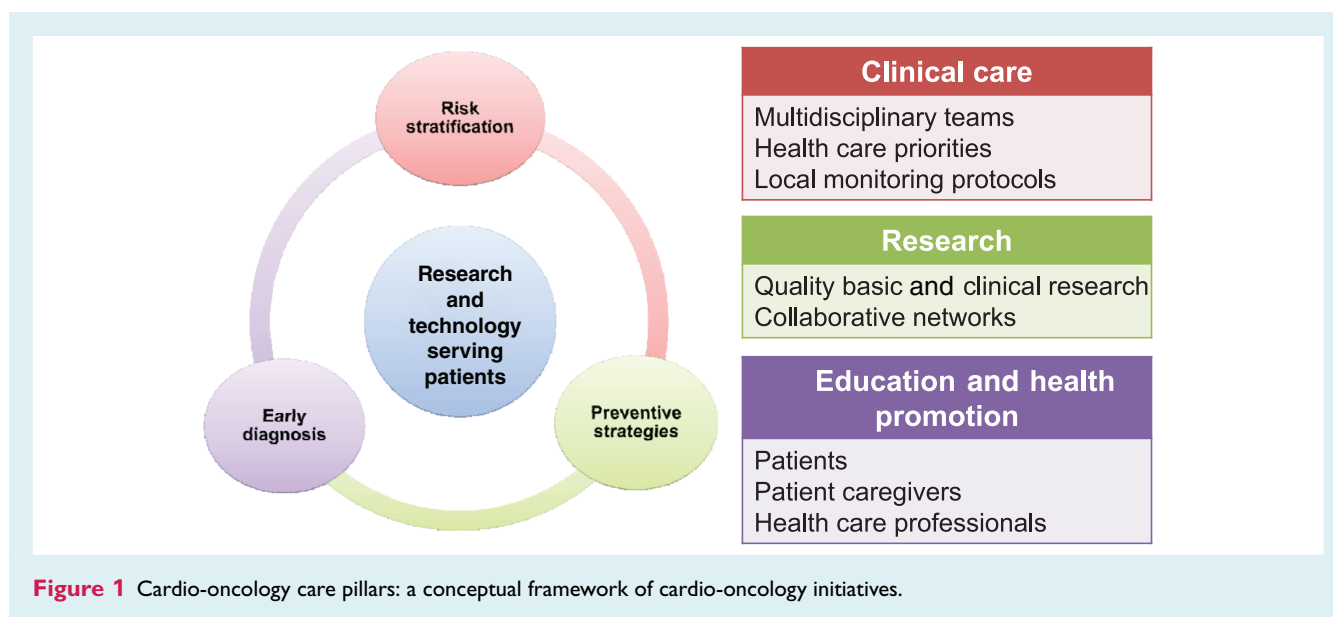 Risk
stratification
Research
and
technology
serving
patients
Early
diagnosis
Preventive
strategies
Clinical care
Multidisciplinary teams
Health care priorities
Local monitoring protocols
Research
Quality basic and clinical research
Collaborative networks
Education and health
promotion
Patients
Patient caregivers
Health care professionals
Figure 1 Cardio-oncology care pillars: a conceptual framework of cardio-oncology initiatives.